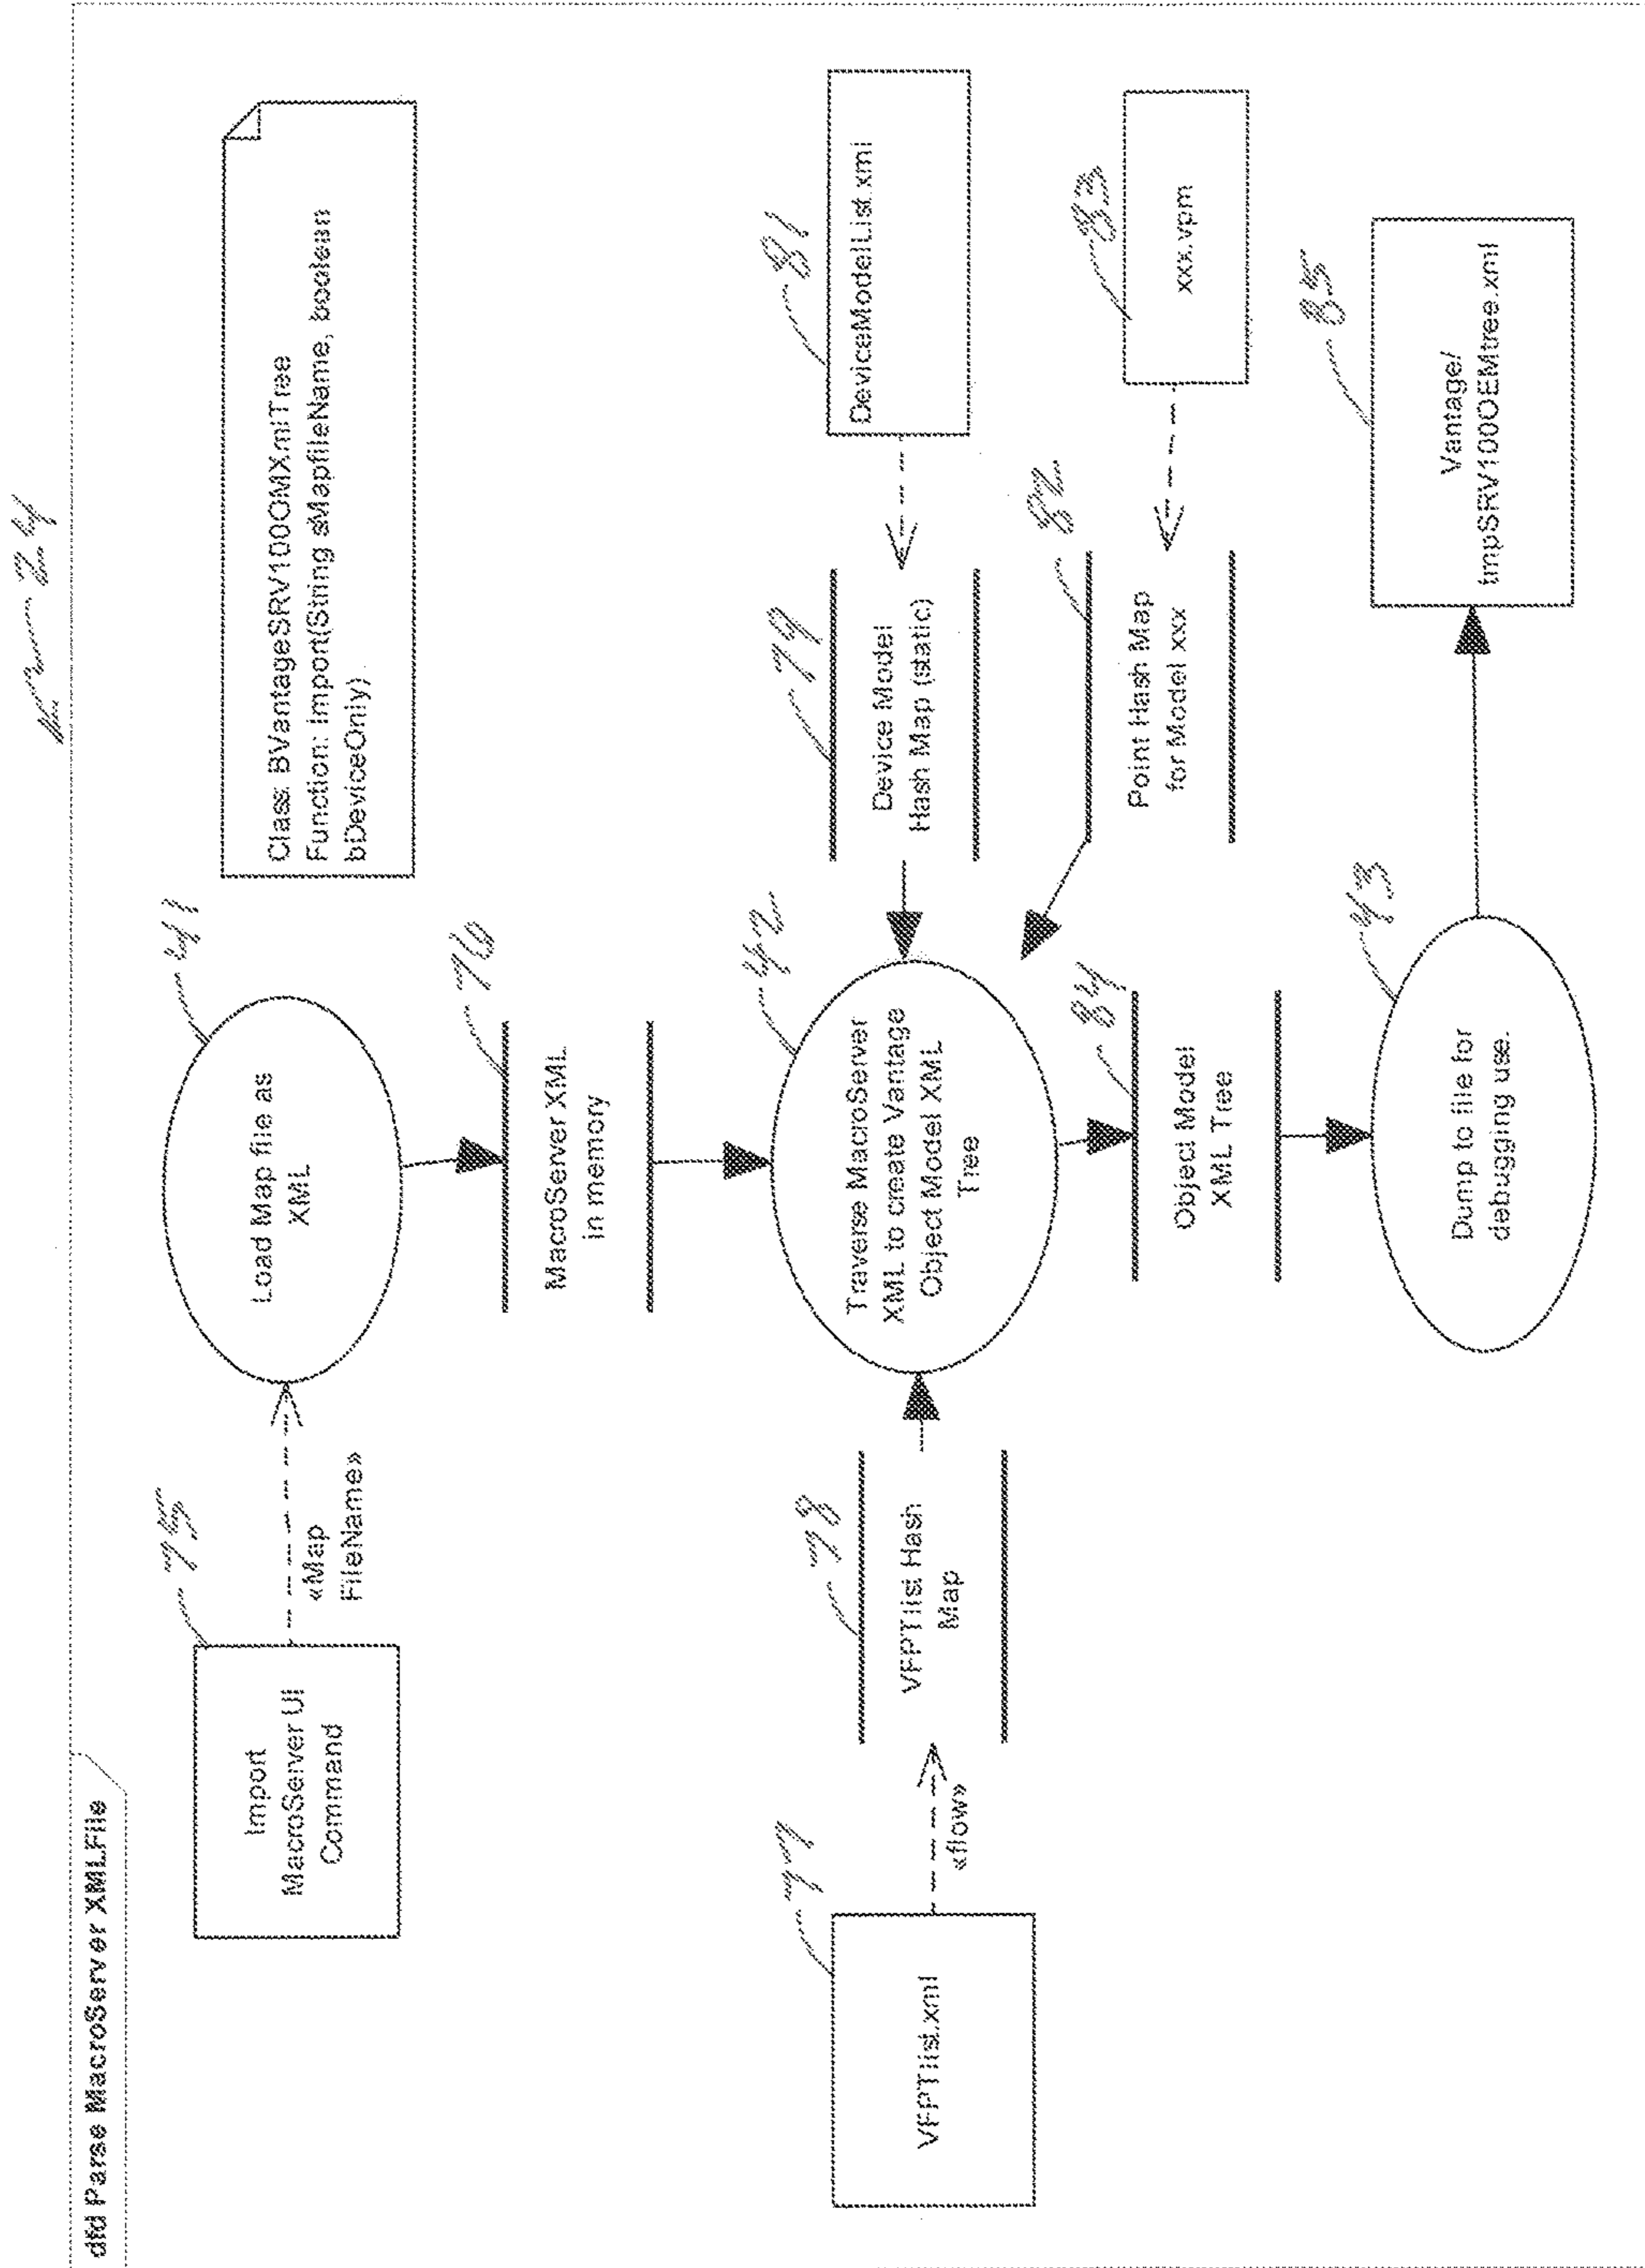 24
dfd Parse MacroServer XMLFile
75
Import
MacroServer UI
Command
«Map
FileName»
41
Load Map file as
XML
Class: BVantageSRV100OMXmlTree
Function: Import(String sMapfileName, boolean
bDeviceOnly)
76
MacroServer XML
in memory
77
VFPTlist.xml
«flow»
78
VFPTlist Hash
Map
42
Traverse MacroServer
XML to create Vantage
Object Model XML
Tree
79
Device Model
Hash Map (static)
81
DeviceModelList.xml
82
Point Hash Map
for Model xxx
83
xxx.vpm
84
Object Model
XML Tree
43
Dump to file for
debugging use.
85
Vantage/
tmpSRV100OEMtree.xml